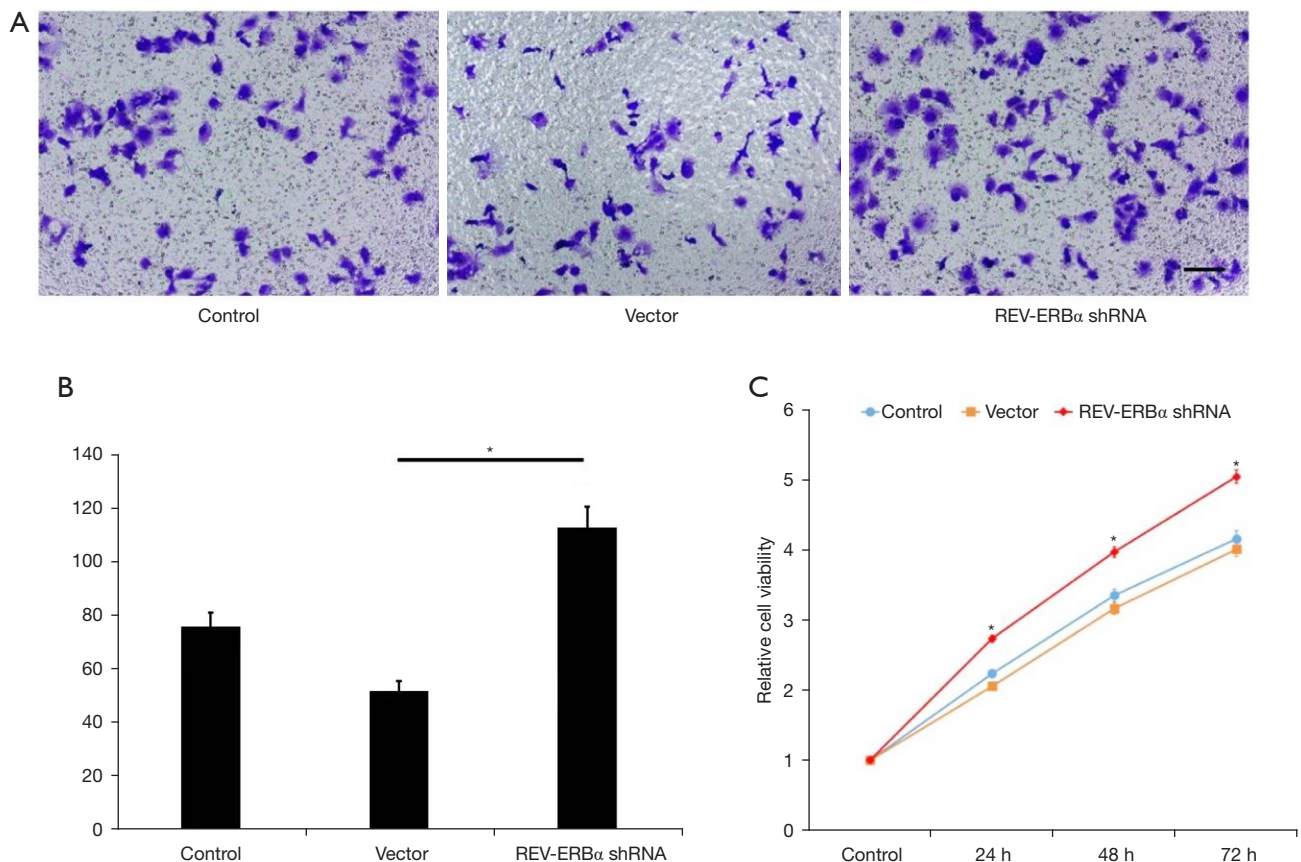 A
Control Vector REV-ERBα shRNA
B
140
120
100
80
60
40
20
0
*
Control Vector REV-ERBα shRNA
C
Control Vector REV-ERBα shRNA
Relative cell viability
6
5
4
3
2
1
0
*
*
*
Control 24 h 48 h 72 h